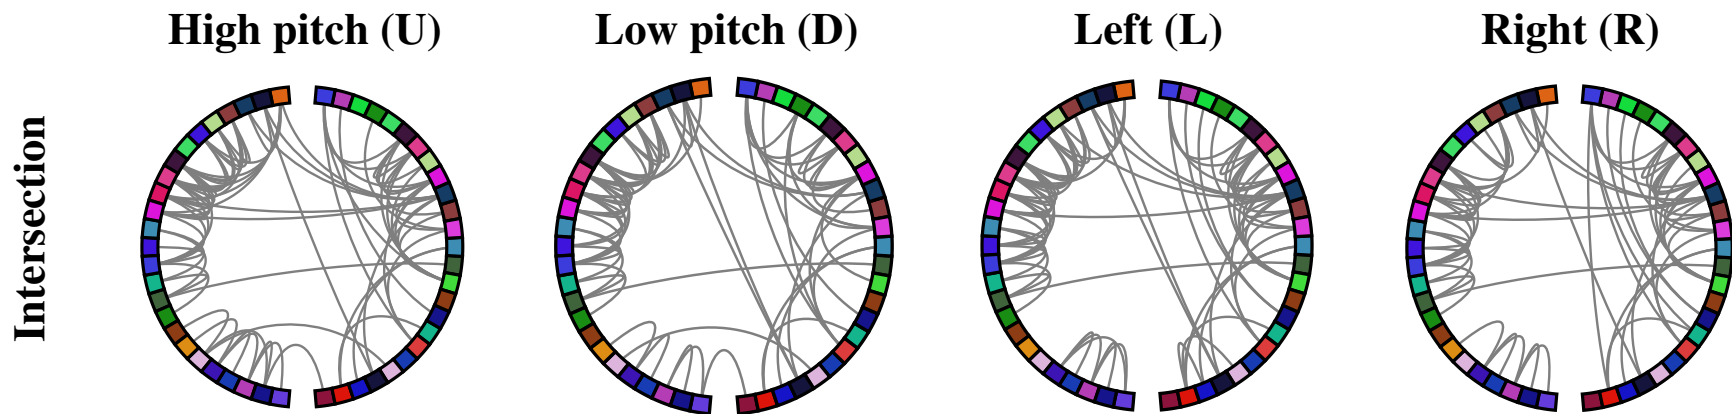 High pitch (U)
Low pitch (D)
Left (L)
Right (R)
Intersection